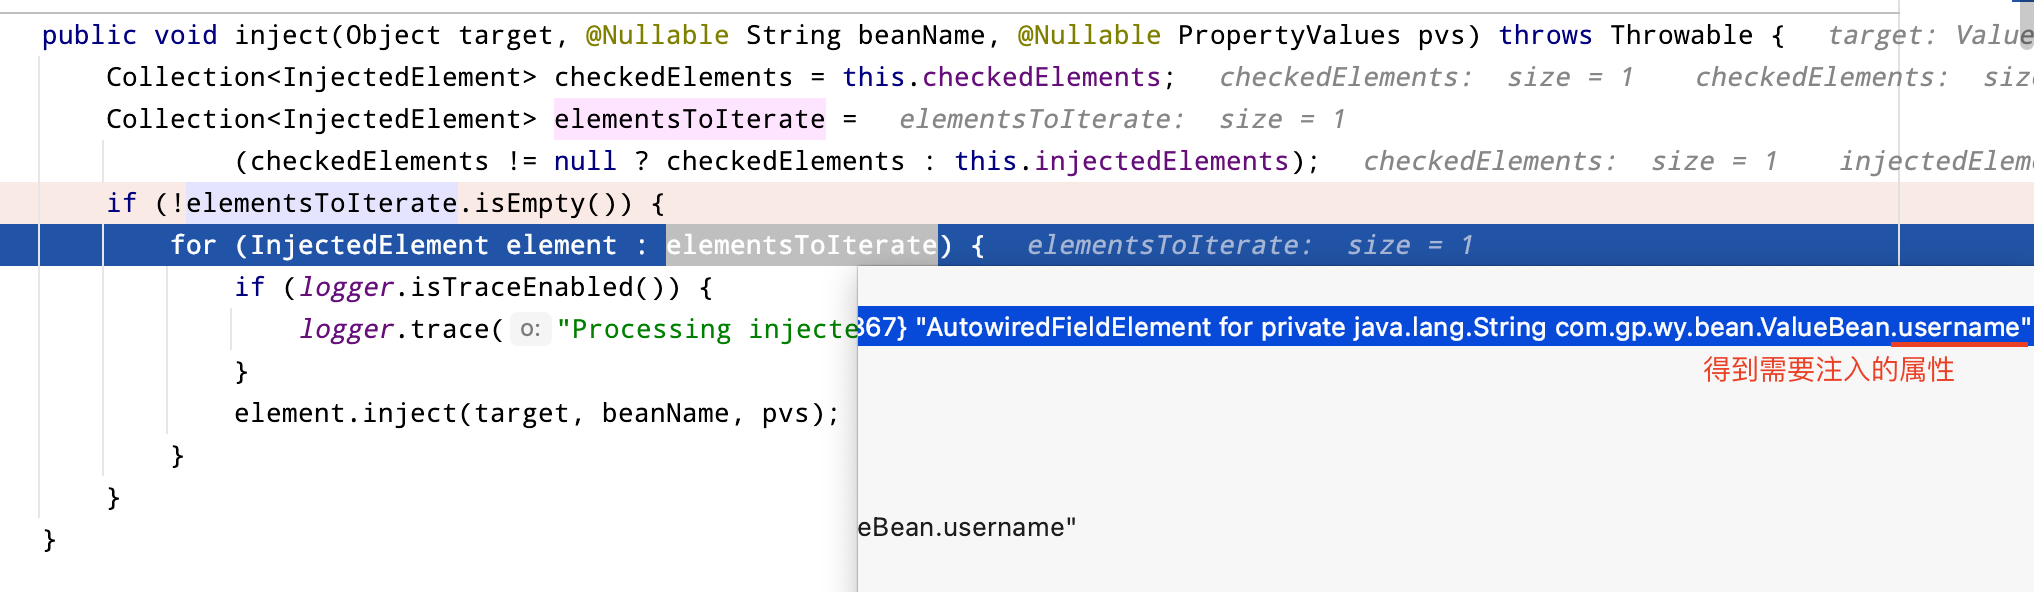 public void inject(Object target, @Nullable String beanName, @Nullable PropertyValues pvs) throws Throwable { target: Value
Collection<InjectedElement> checkedElements = this.checkedElements; checkedElements: size = 1 checkedElements: siz
Collection<InjectedElement> elementsToIterate = elementsToIterate: size = 1
(checkedElements != null ? checkedElements : this.injectedElements); checkedElements: size = 1 injectedElem
if (!elementsToIterate.isEmpty()) {
for (InjectedElement element : elementsToIterate) { elementsToIterate: size = 1
if (logger.isTraceEnabled()) {
logger.trace( o: "Processing injecte
867} "AutowiredFieldElement for private java.lang.String com.gp.wy.bean.ValueBean.username"
得到需要注入的属性
}
element.inject(target, beanName, pvs);
}
}
eBean.username"
}